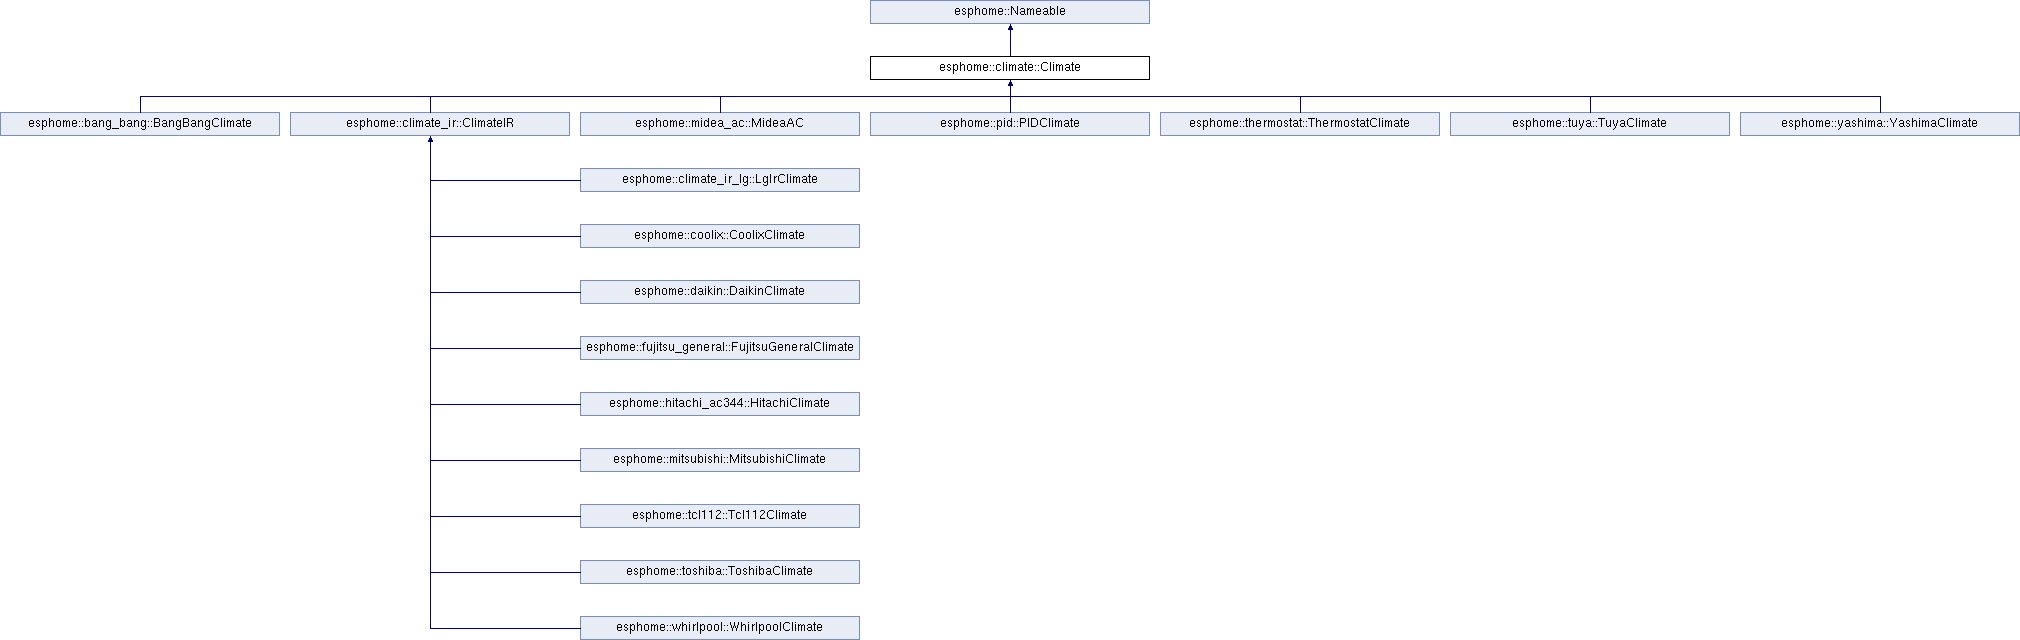 esphome::Nameable
esphome::climate::Climate
esphome::bang_bang::BangBangClimate
esphome::climate_ir::ClimateIR
esphome::midea_ac::MideaAC
esphome::pid::PIDClimate
esphome::thermostat::ThermostatClimate
esphome::tuya::TuyaClimate
esphome::yashima::YashimaClimate
esphome::climate_ir_lg::LgIrClimate
esphome::coolix::CoolixClimate
esphome::daikin::DaikinClimate
esphome::fujitsu_general::FujitsuGeneralClimate
esphome::hitachi_ac344::HitachiClimate
esphome::mitsubishi::MitsubishiClimate
esphome::tcl112::Tcl112Climate
esphome::toshiba::ToshibaClimate
esphome::whirlpool::WhirlpoolClimate